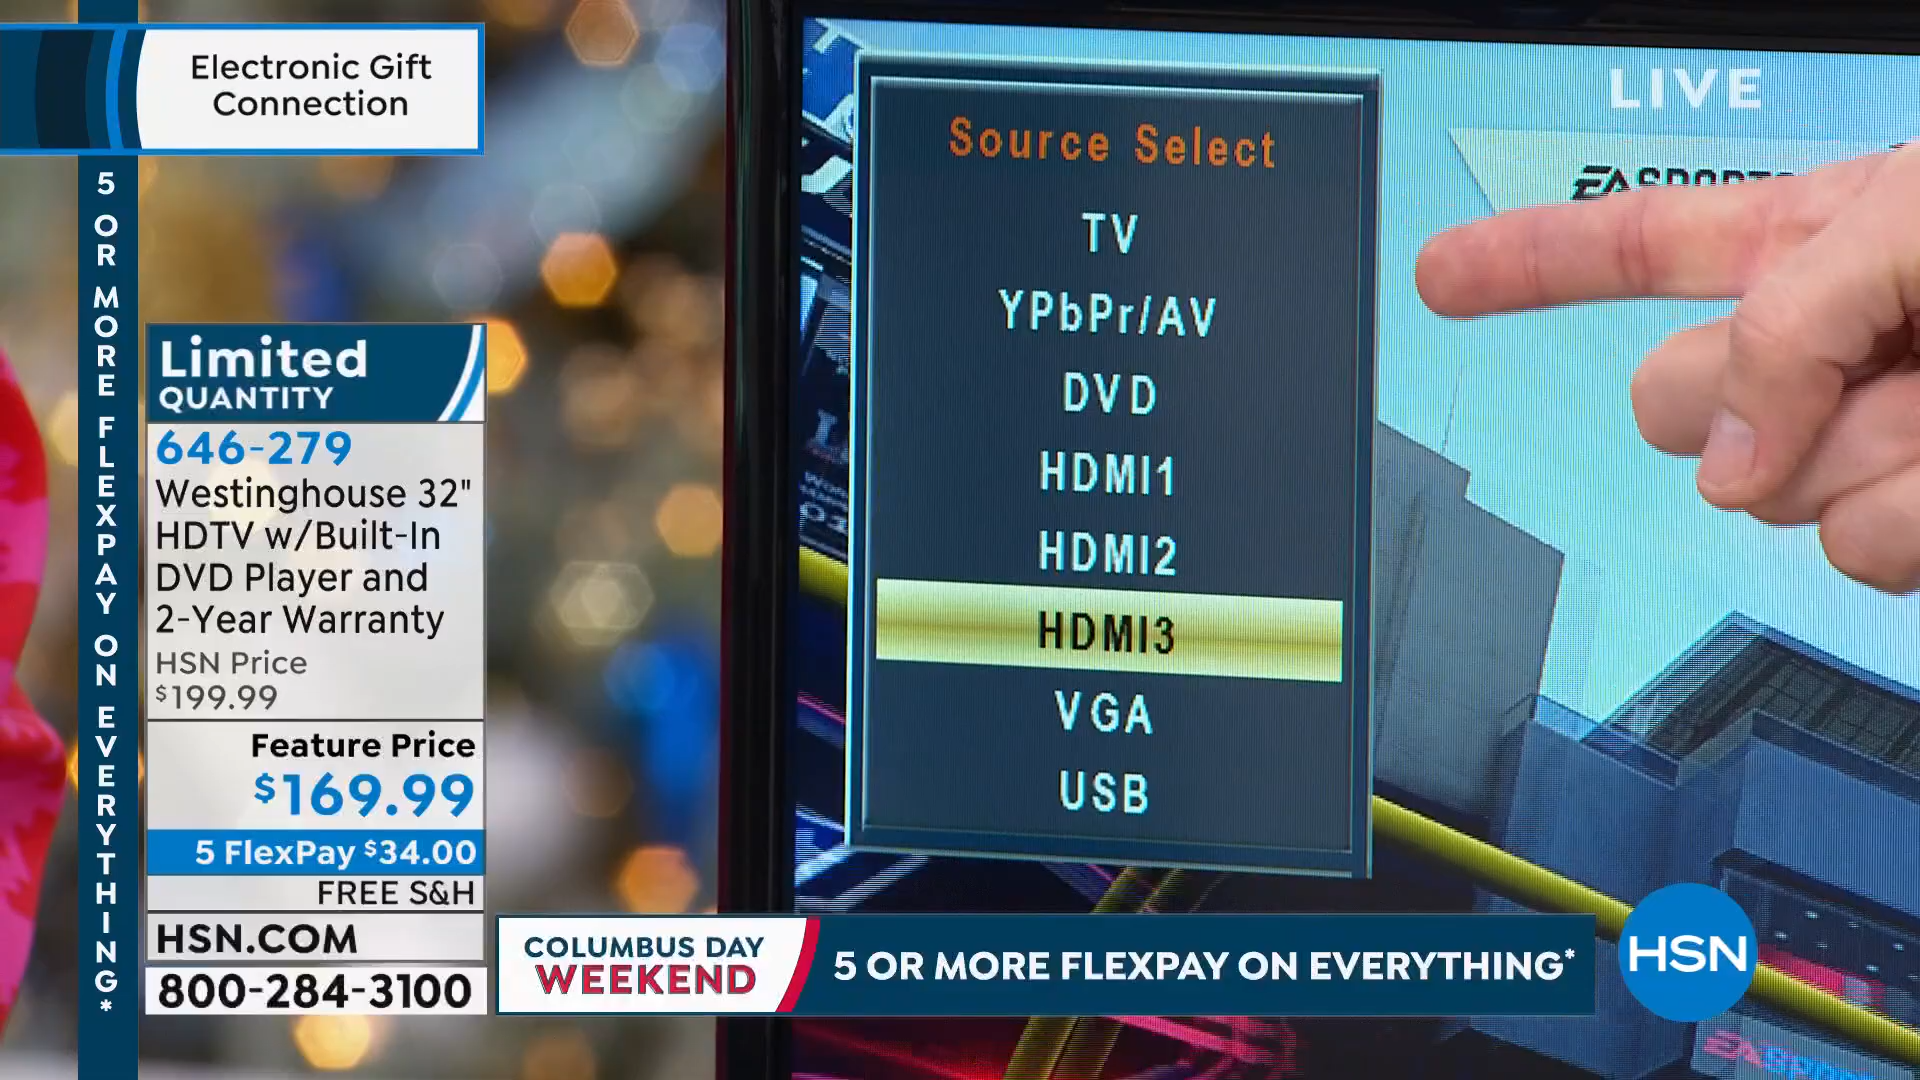 Electronic Gift
Connection
5 OR MORE FLEXPAY ON EVERYTHING*
Limited
QUANTITY
646-279
Westinghouse 32"
HDTV w/Built-In
DVD Player and
2-Year Warranty
HSN Price
$199.99
Feature Price
$169.99
5 FlexPay $34.00
FREE S&H
HSN.COM
800-284-3100
LIVE
EA SPORTS
Source Select
TV
YPbPr/AV
DVD
HDMI1
HDMI2
HDMI3
VGA
USB
COLUMBUS DAY
WEEKEND
5 OR MORE FLEXPAY ON EVERYTHING*
HSN